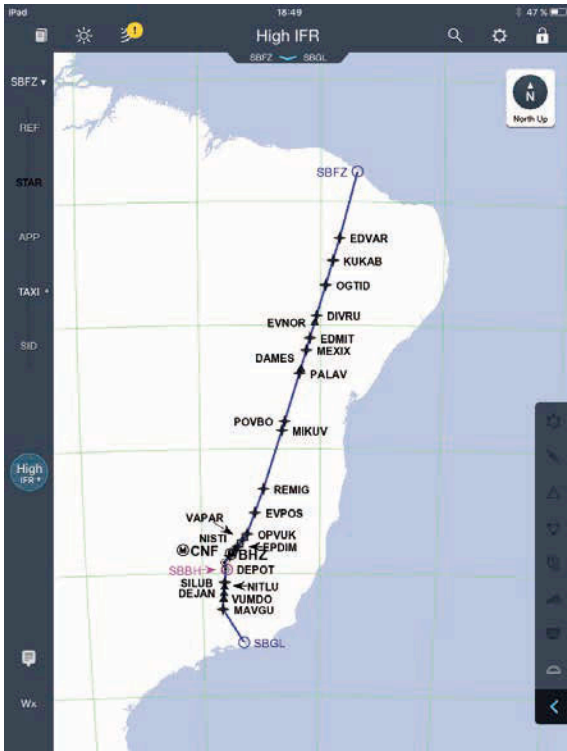 iPad
18:49
47 %
High IFR
SBFZ SBGL
SBFZ
REF
STAR
APP
TAXI
SID
High
IFR
Wx
N
North Up
SBFZ
EDVAR
KUKAB
OGTID
DIVRU
EVNOR
EDMIT
MEXIX
DAMES
PALAV
POVBO
MIKUV
REMIG
EVPOS
VAPAR
OPVUK
NISTI
EPDIM
CNF
BHZ
SBBH
DEPOT
SILUB
NITLU
DEJAN
VUMDO
MAVGU
SBGL